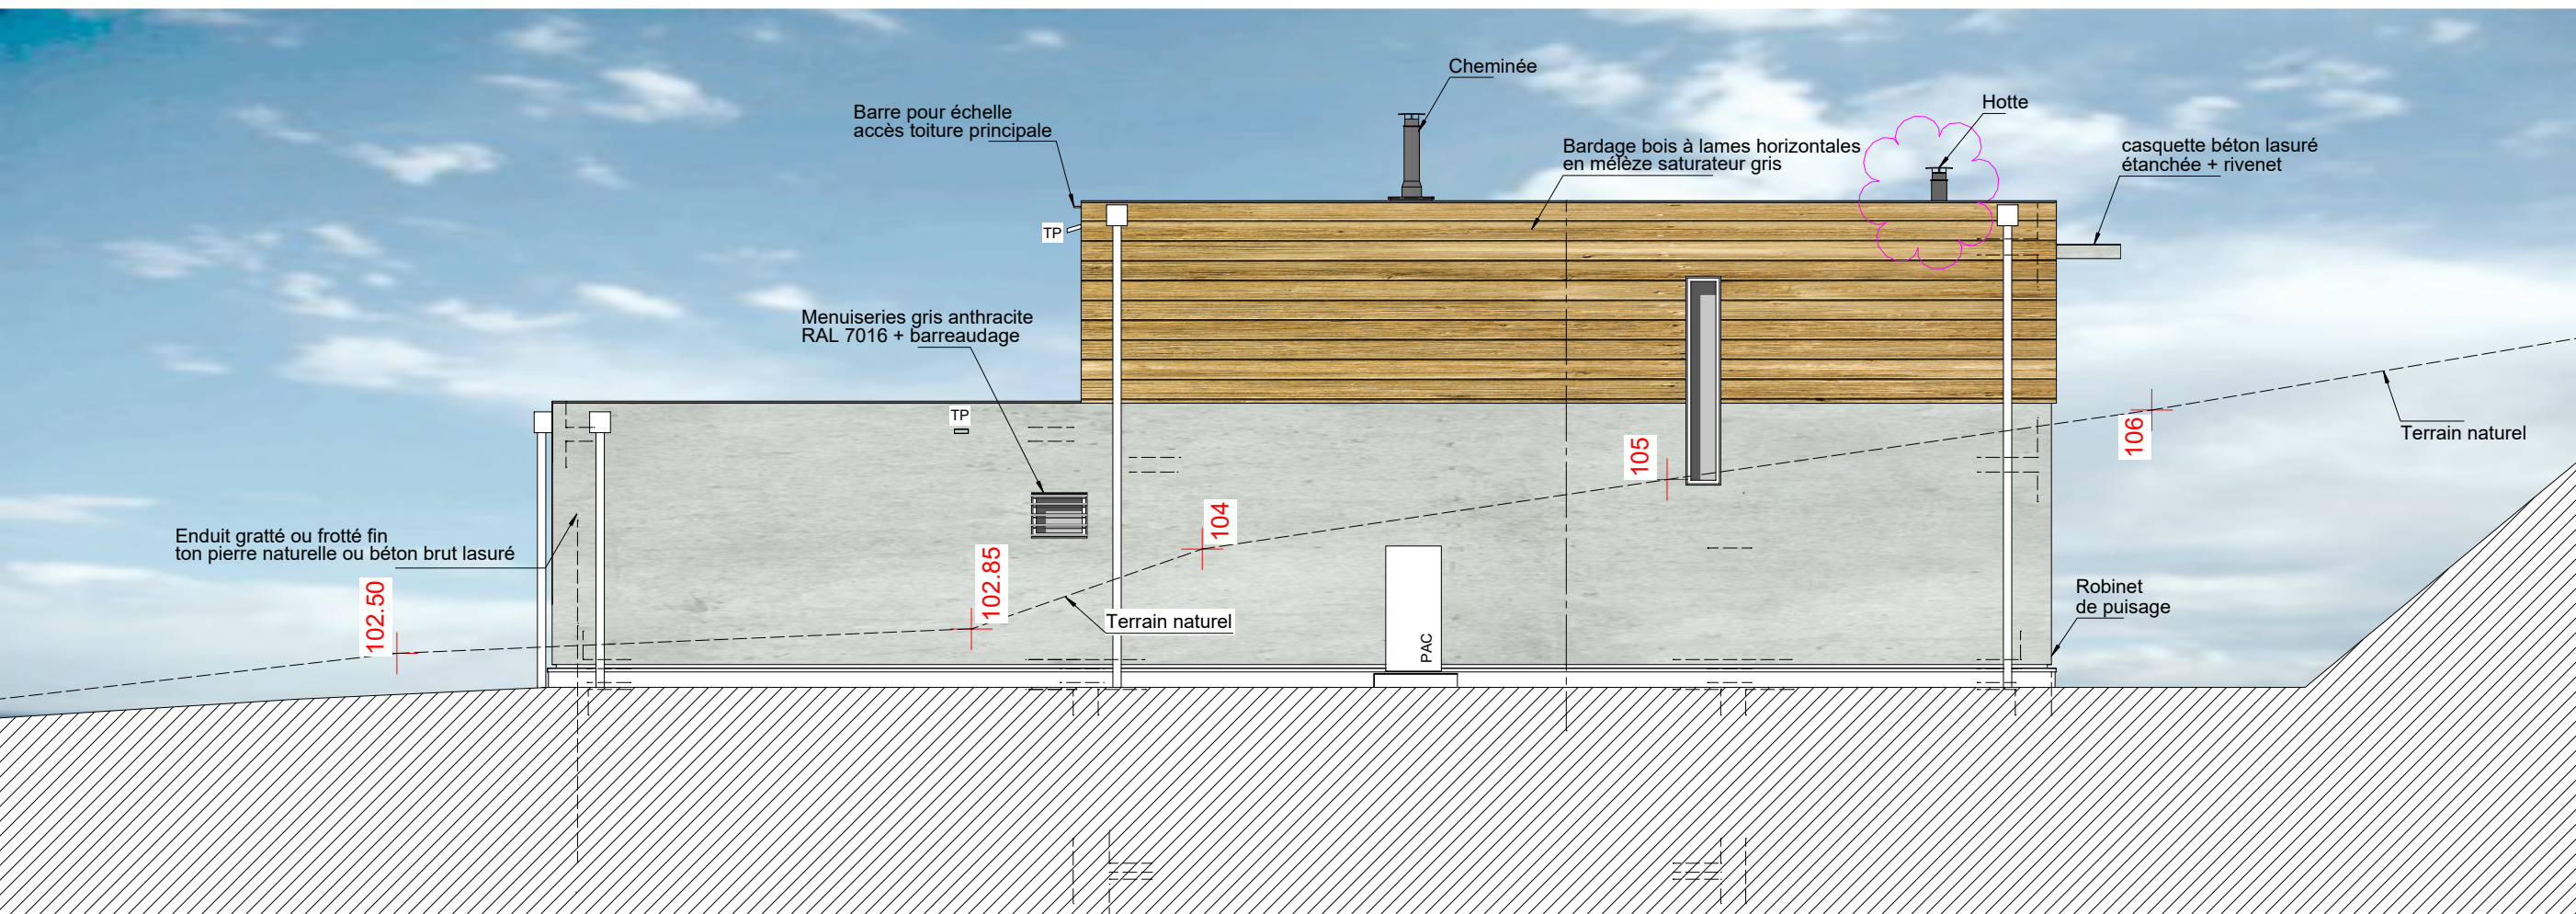 Cheminée
Hotte
Barre pour échelle
accès toiture principale
Bardage bois à lames horizontales
en mélèze saturateur gris
casquette béton lasuré
étanchée + rivenet
TP
Menuiseries gris anthracite
RAL 7016 + barreaudage
TP
Terrain naturel
106
105
104
Enduit gratté ou frotté fin
ton pierre naturelle ou béton brut lasuré
102.85
102.50
Robinet
de puisage
Terrain naturel
PAC